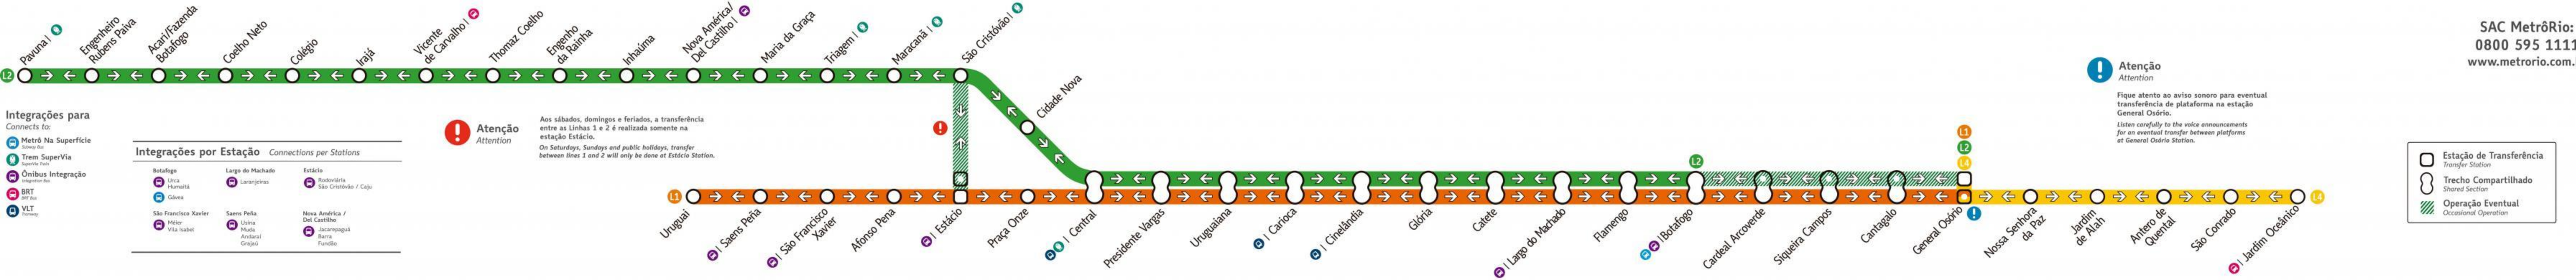 Pavuna |
Engenheiro
Rubens Paiva
Acari/Fazenda
Botafogo
Coelho Neto
Colégio
Irajá
Vicente
de Carvalho |
Thomaz Coelho
Engenho
da Rainha
Inhaúma
Nova América/
Del Castilho |
Maria da Graça
Triagem |
Maracanã |
São Cristóvão |
Cidade Nova
L2
SAC MetrôRio:
0800 595 1111
www.metrorio.com.
Atenção
Attention
Fique atento ao aviso sonoro para eventual
transferência de plataforma na estação
General Osório.
Listen carefully to the voice announcements
for an eventual transfer between platforms
at General Osório Station.
Integrações para
Connects to:
Metrô Na Superfície
Subway Bus
Trem SuperVia
SuperVia Train
Ônibus Integração
Integration Bus
BRT
BRT Bus
VLT
Tramway
Integrações por Estação Connections per Stations
Botafogo
Urca
Humaitá
Gávea
Largo do Machado
Laranjeiras
Estácio
Rodoviária
São Cristóvão / Caju
São Francisco Xavier
Méier
Vila Isabel
Saens Peña
Usina
Muda
Andaraí
Grajaú
Nova América /
Del Castilho
Jacarepaguá
Barra
Fundão
Atenção
Attention
Aos sábados, domingos e feriados, a transferência
entre as Linhas 1 e 2 é realizada somente na
estação Estácio.
On Saturdays, Sundays and public holidays, transfer
between lines 1 and 2 will only be done at Estácio Station.
L1
L2
L4
L2
L1
L4
Uruguai
| Saens Peña
| São Francisco
Xavier
Afonso Pena
| Estácio
Praça Onze
| Central
Presidente Vargas
Uruguaiana
| Carioca
| Cinelândia
Glória
Catete
| Largo do Machado
Flamengo
|Botafogo
Cardeal Arcoverde
Siqueira Campos
Cantagalo
General Osório
Nossa Senhora
da Paz
Jardim
de Alah
Antero de
Quental
São Conrado
| Jardim Oceânico
Estação de Transferência
Transfer Station
Trecho Compartilhado
Shared Section
Operação Eventual
Occasional Operation